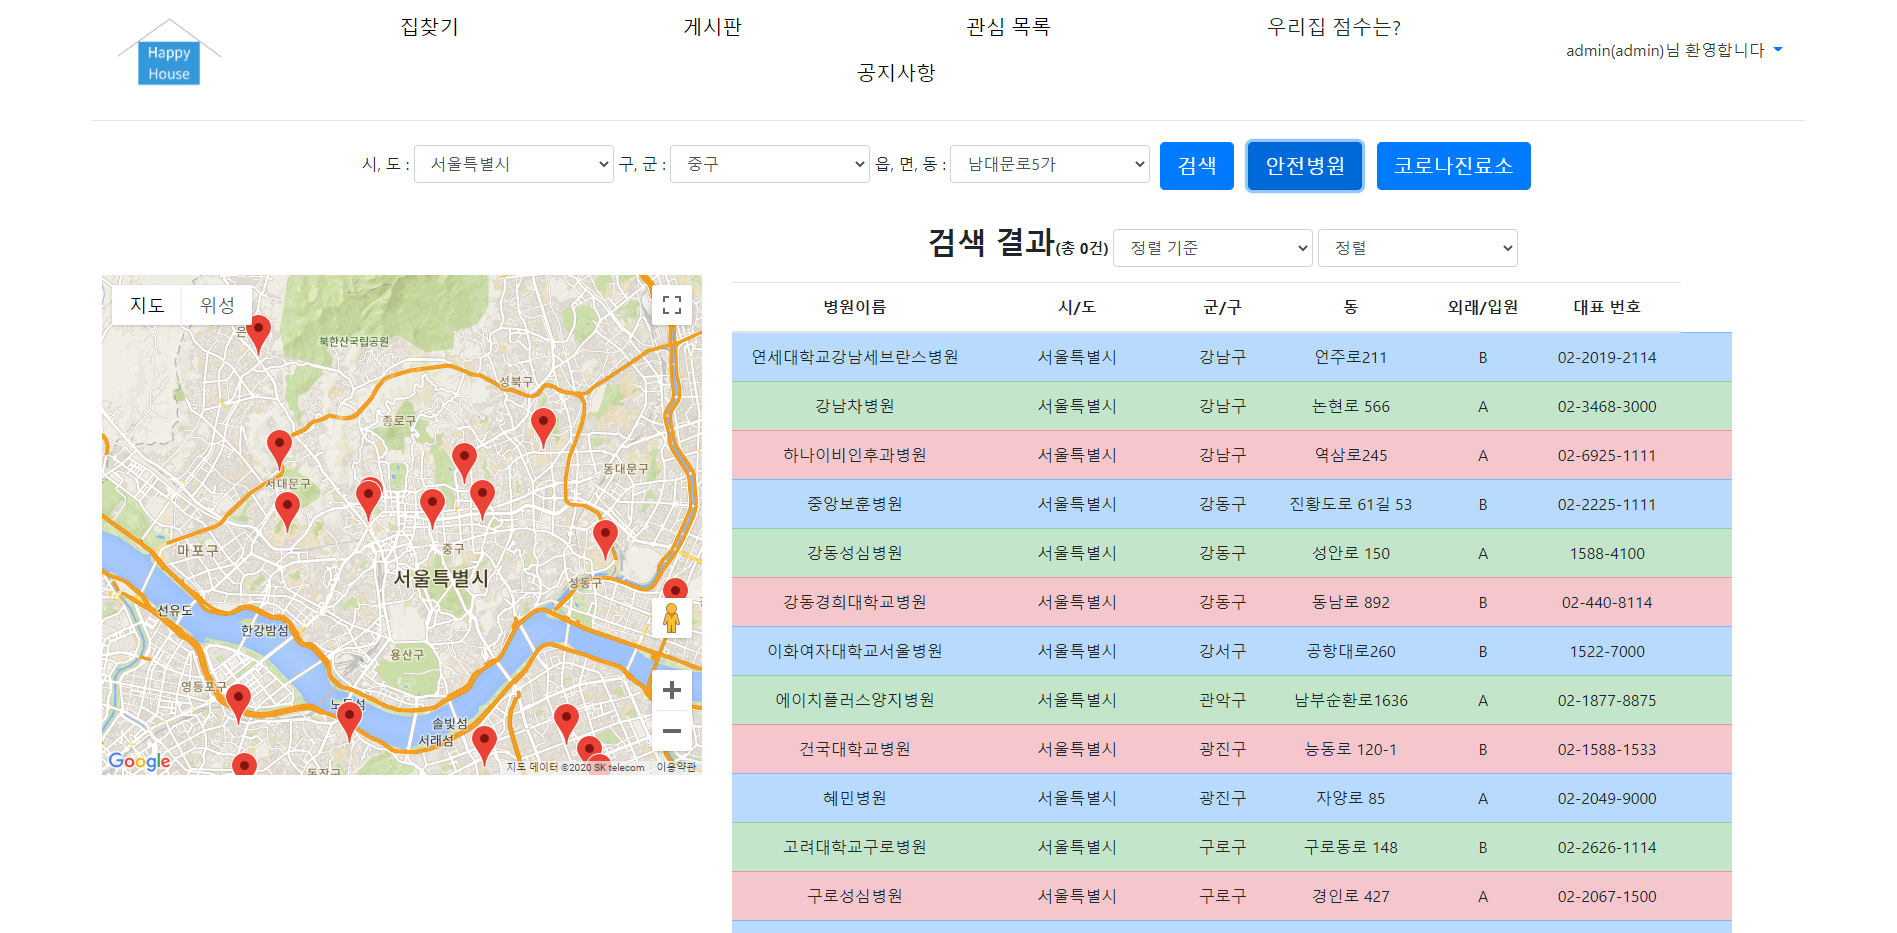 Happy
House
집찾기
게시판
관심 목록
우리집 점수는?
공지사항
admin(admin)님 환영합니다
시, 도 : 서울특별시 구, 군 : 중구 읍, 면, 동 : 남대문로5가 검색 안전병원 코로나진료소
검색 결과(총 0건) 정렬 기준 정렬
지도 위성
북한산국립공원
성북구
종로구
동대문구
서대문구
마포구
중구
서울특별시
성동구
선유도
한강밤섬
용산구
영등포구
솔빛섬
서래섬
동작구
Google
지도 데이터 ©2020 SK telecom 이용약관
병원이름 시/도 군/구 동 외래/입원 대표 번호
연세대학교강남세브란스병원 서울특별시 강남구 언주로211 B 02-2019-2114
강남차병원 서울특별시 강남구 논현로 566 A 02-3468-3000
하나이비인후과병원 서울특별시 강남구 역삼로245 A 02-6925-1111
중앙보훈병원 서울특별시 강동구 진황도로 61길 53 B 02-2225-1111
강동성심병원 서울특별시 강동구 성안로 150 A 1588-4100
강동경희대학교병원 서울특별시 강동구 동남로 892 B 02-440-8114
이화여자대학교서울병원 서울특별시 강서구 공항대로260 B 1522-7000
에이치플러스양지병원 서울특별시 관악구 남부순환로1636 A 02-1877-8875
건국대학교병원 서울특별시 광진구 능동로 120-1 B 02-1588-1533
혜민병원 서울특별시 광진구 자양로 85 A 02-2049-9000
고려대학교구로병원 서울특별시 구로구 구로동로 148 B 02-2626-1114
구로성심병원 서울특별시 구로구 경인로 427 A 02-2067-1500